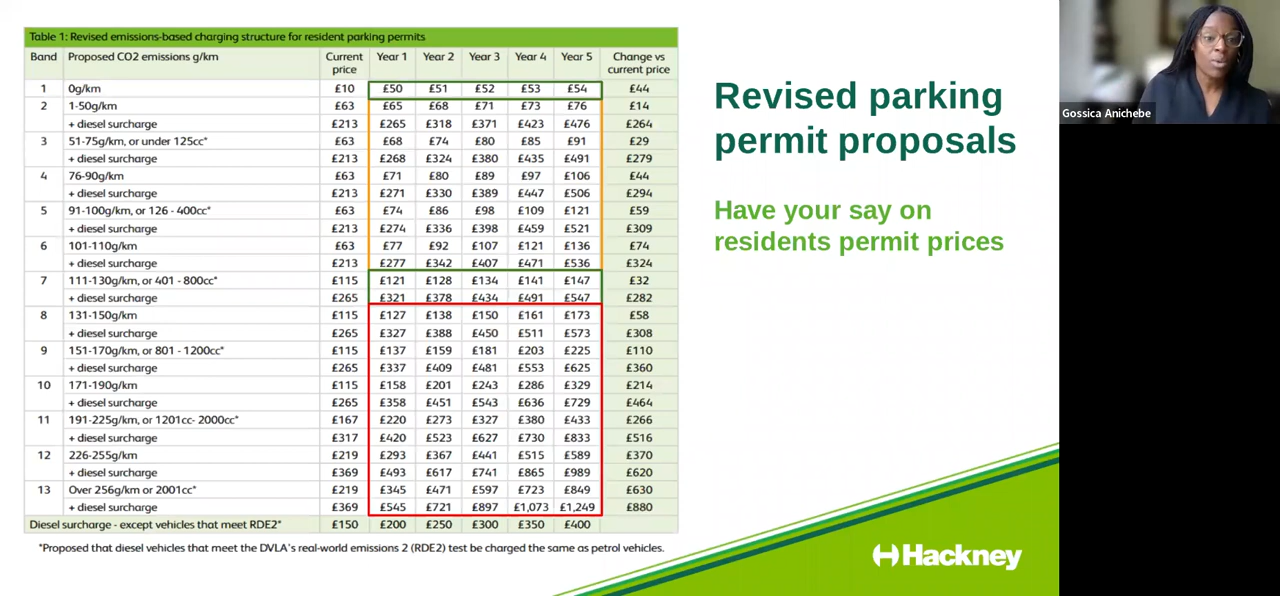 Table 1: Revised emissions-based charging structure for resident parking permits
Band Proposed CO2 emissions g/km Current price Year 1 Year 2 Year 3 Year 4 Year 5 Change vs current price
1 0g/km £10 £50 £51 £52 £53 £54 £44
2 1-50g/km £63 £65 £68 £71 £73 £76 £14
+ diesel surcharge £213 £265 £318 £371 £423 £476 £264
3 51-75g/km, or under 125cc* £63 £68 £74 £80 £85 £91 £29
+ diesel surcharge £213 £268 £324 £380 £435 £491 £279
4 76-90g/km £63 £71 £80 £89 £97 £106 £44
+ diesel surcharge £213 £271 £330 £389 £447 £506 £294
5 91-100g/km, or 126 - 400cc* £63 £74 £86 £98 £109 £121 £59
+ diesel surcharge £213 £274 £336 £398 £459 £521 £309
6 101-110g/km £63 £77 £92 £107 £121 £136 £74
+ diesel surcharge £213 £277 £342 £407 £471 £536 £324
7 111-130g/km, or 401 - 800cc* £115 £121 £128 £134 £141 £147 £32
+ diesel surcharge £265 £321 £378 £434 £491 £547 £282
8 131-150g/km £115 £127 £138 £150 £161 £173 £58
+ diesel surcharge £265 £327 £388 £450 £511 £573 £308
9 151-170g/km, or 801 - 1200cc* £115 £137 £159 £181 £203 £225 £110
+ diesel surcharge £265 £337 £409 £481 £553 £625 £360
10 171-190g/km £115 £158 £201 £243 £286 £329 £214
+ diesel surcharge £265 £358 £451 £543 £636 £729 £464
11 191-225g/km, or 1201cc- 2000cc* £167 £220 £273 £327 £380 £433 £266
+ diesel surcharge £317 £420 £523 £627 £730 £833 £516
12 226-255g/km £219 £293 £367 £441 £515 £589 £370
+ diesel surcharge £369 £493 £617 £741 £865 £989 £620
13 Over 256g/km or 2001cc* £219 £345 £471 £597 £723 £849 £630
+ diesel surcharge £369 £545 £721 £897 £1,073 £1,249 £880
Diesel surcharge - except vehicles that meet RDE2* £150 £200 £250 £300 £350 £400
*Proposed that diesel vehicles that meet the DVLA's real-world emissions 2 (RDE2) test be charged the same as petrol vehicles.
Revised parking
permit proposals
Have your say on
residents permit prices
Hackney
Gossica Anichebe